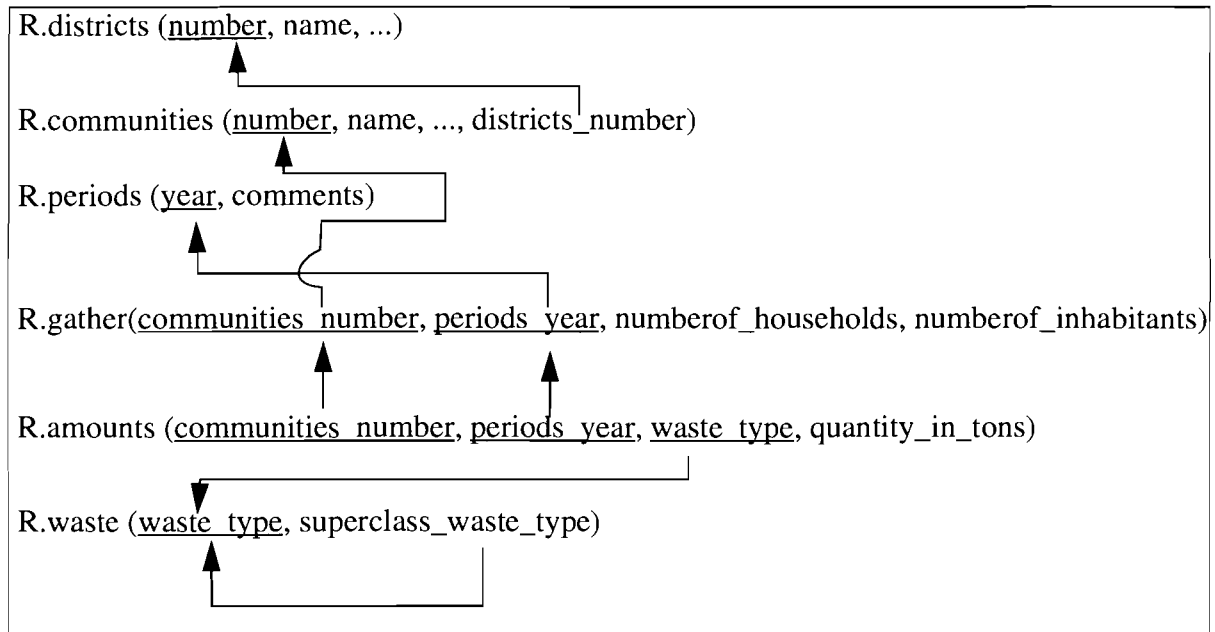 R.districts (number, name, ...)
R.communities (number, name, ..., districts_number)
R.periods (year, comments)
R.gather(communities_number, periods_year, numberof_households, numberof_inhabitants)
R.amounts (communities_number, periods_year, waste_type, quantity_in_tons)
R.waste (waste_type, superclass_waste_type)